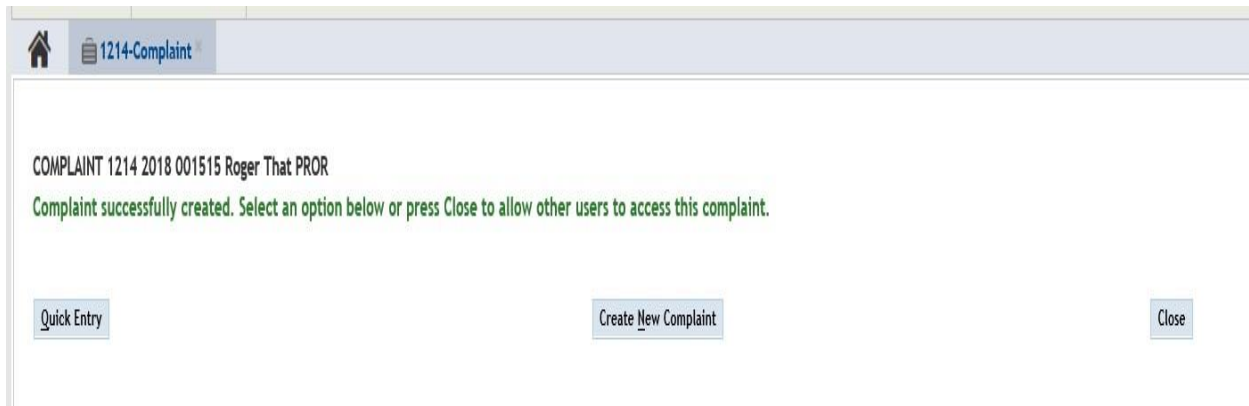 1214-Complaint
COMPLAINT 1214 2018 001515 Roger That PROR
Complaint successfully created. Select an option below or press Close to allow other users to access this complaint.
Quick Entry Create New Complaint Close